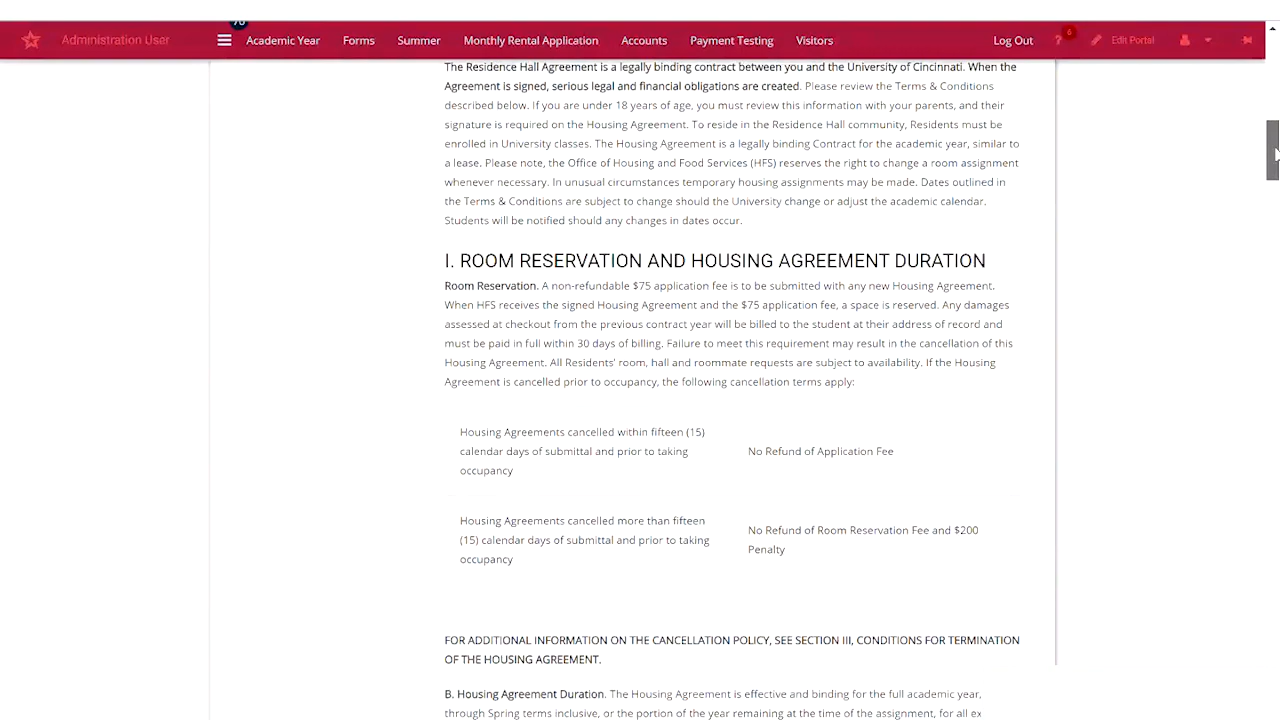 Administration User
Academic Year
Forms
Summer
Monthly Rental Application
Accounts
Payment Testing
Visitors
Log Out
?
6
Edit Portal
The Residence Hall Agreement is a legally binding contract between you and the University of Cincinnati. When the
Agreement is signed, serious legal and financial obligations are created. Please review the Terms & Conditions
described below. If you are under 18 years of age, you must review this information with your parents, and their
signature is required on the Housing Agreement. To reside in the Residence Hall community, Residents must be
enrolled in University classes. The Housing Agreement is a legally binding Contract for the academic year, similar to
a lease. Please note, the Office of Housing and Food Services (HFS) reserves the right to change a room assignment
whenever necessary. In unusual circumstances temporary housing assignments may be made. Dates outlined in
the Terms & Conditions are subject to change should the University change or adjust the academic calendar.
Students will be notified should any changes in dates occur.
I. ROOM RESERVATION AND HOUSING AGREEMENT DURATION
Room Reservation. A non-refundable $75 application fee is to be submitted with any new Housing Agreement.
When HFS receives the signed Housing Agreement and the $75 application fee, a space is reserved. Any damages
assessed at checkout from the previous contract year will be billed to the student at their address of record and
must be paid in full within 30 days of billing. Failure to meet this requirement may result in the cancellation of this
Housing Agreement. All Residents' room, hall and roommate requests are subject to availability. If the Housing
Agreement is cancelled prior to occupancy, the following cancellation terms apply:
Housing Agreements cancelled within fifteen (15)
calendar days of submittal and prior to taking
occupancy
No Refund of Application Fee
Housing Agreements cancelled more than fifteen
(15) calendar days of submittal and prior to taking
occupancy
No Refund of Room Reservation Fee and $200
Penalty
FOR ADDITIONAL INFORMATION ON THE CANCELLATION POLICY, SEE SECTION III, CONDITIONS FOR TERMINATION
OF THE HOUSING AGREEMENT.
B. Housing Agreement Duration. The Housing Agreement is effective and binding for the full academic year,
through Spring terms inclusive, or the portion of the year remaining at the time of the assignment, for all ex